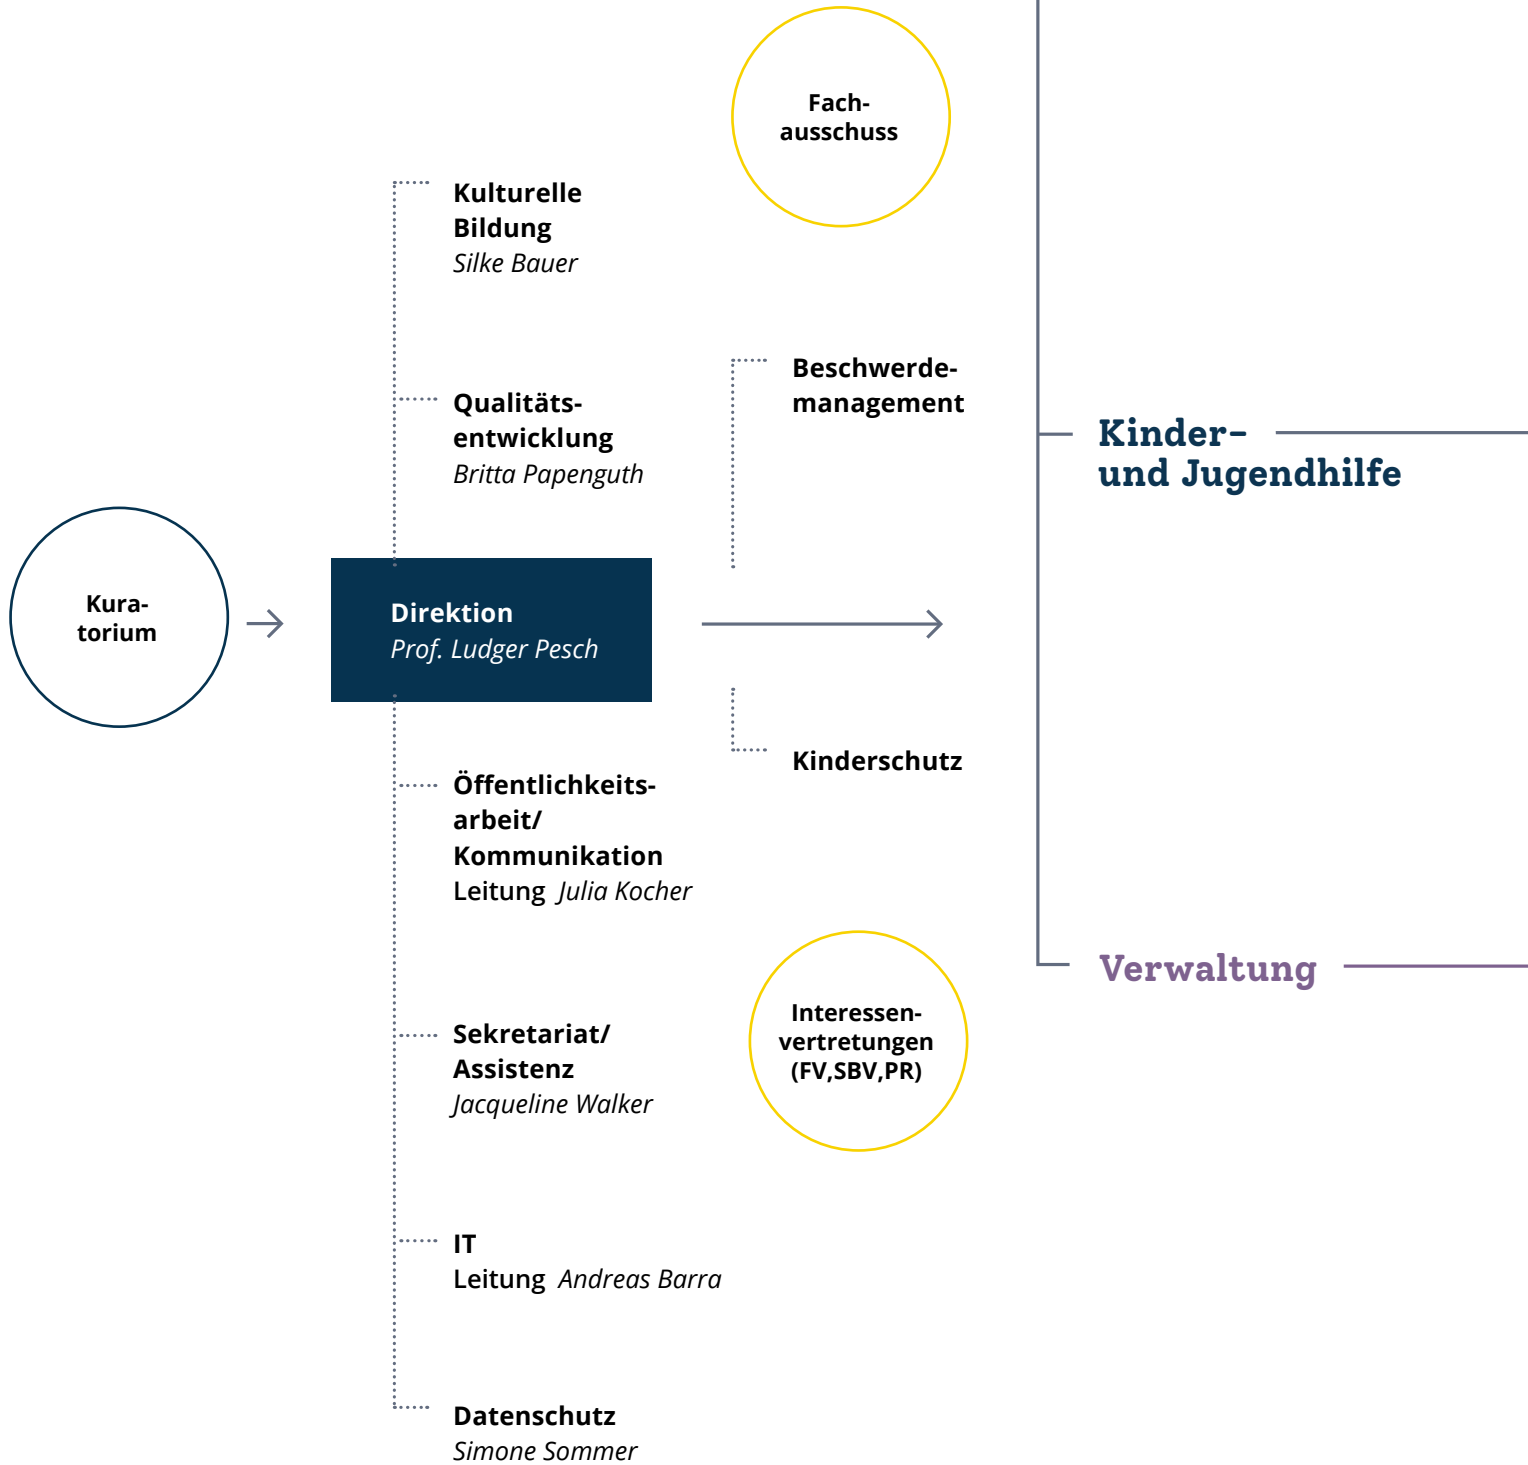 Fach-
ausschuss
Kulturelle
Bildung
Silke Bauer
Beschwerde-
management
Qualitäts-
entwicklung
Britta Papenguth
Kinder-
und Jugendhilfe
Kura-
torium
Direktion
Prof. Ludger Pesch
Kinderschutz
Öffentlichkeits-
arbeit/
Kommunikation
Leitung Julia Kocher
Verwaltung
Interessen-
vertretungen
(FV,SBV,PR)
Sekretariat/
Assistenz
Jacqueline Walker
IT
Leitung Andreas Barra
Datenschutz
Simone Sommer